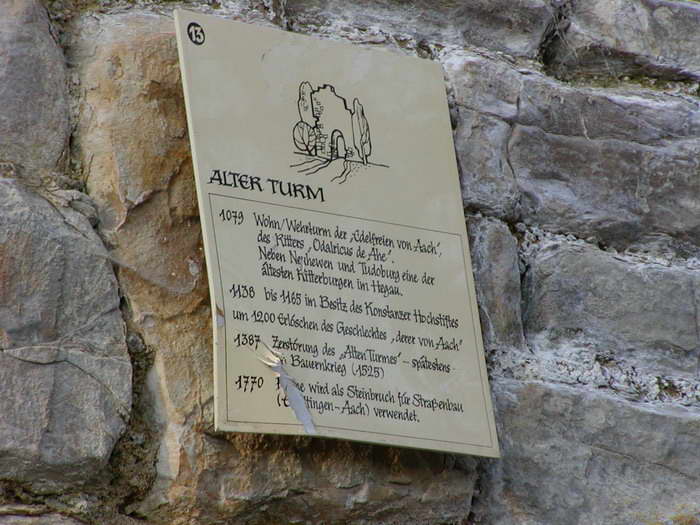 13
ALTER TURM
1079 Wohn/Wehrturm der „Edelfreien von Aach",
des Ritters „Odalricus de Ahe".
Neben Neuhewen und Tudoburg eine der
ältesten Ritterburgen im Hegau.
1138 bis 1165 im Besitz des Konstanzer Hochstiftes
um 1200 Erlöschen des Geschlechtes „derer von Aach"
1387 Zerstörung des „Alten Turmes" – spätestens
Bauernkrieg (1525)
1770 wird als Steinbruch für Straßenbau
Aach) verwendet.